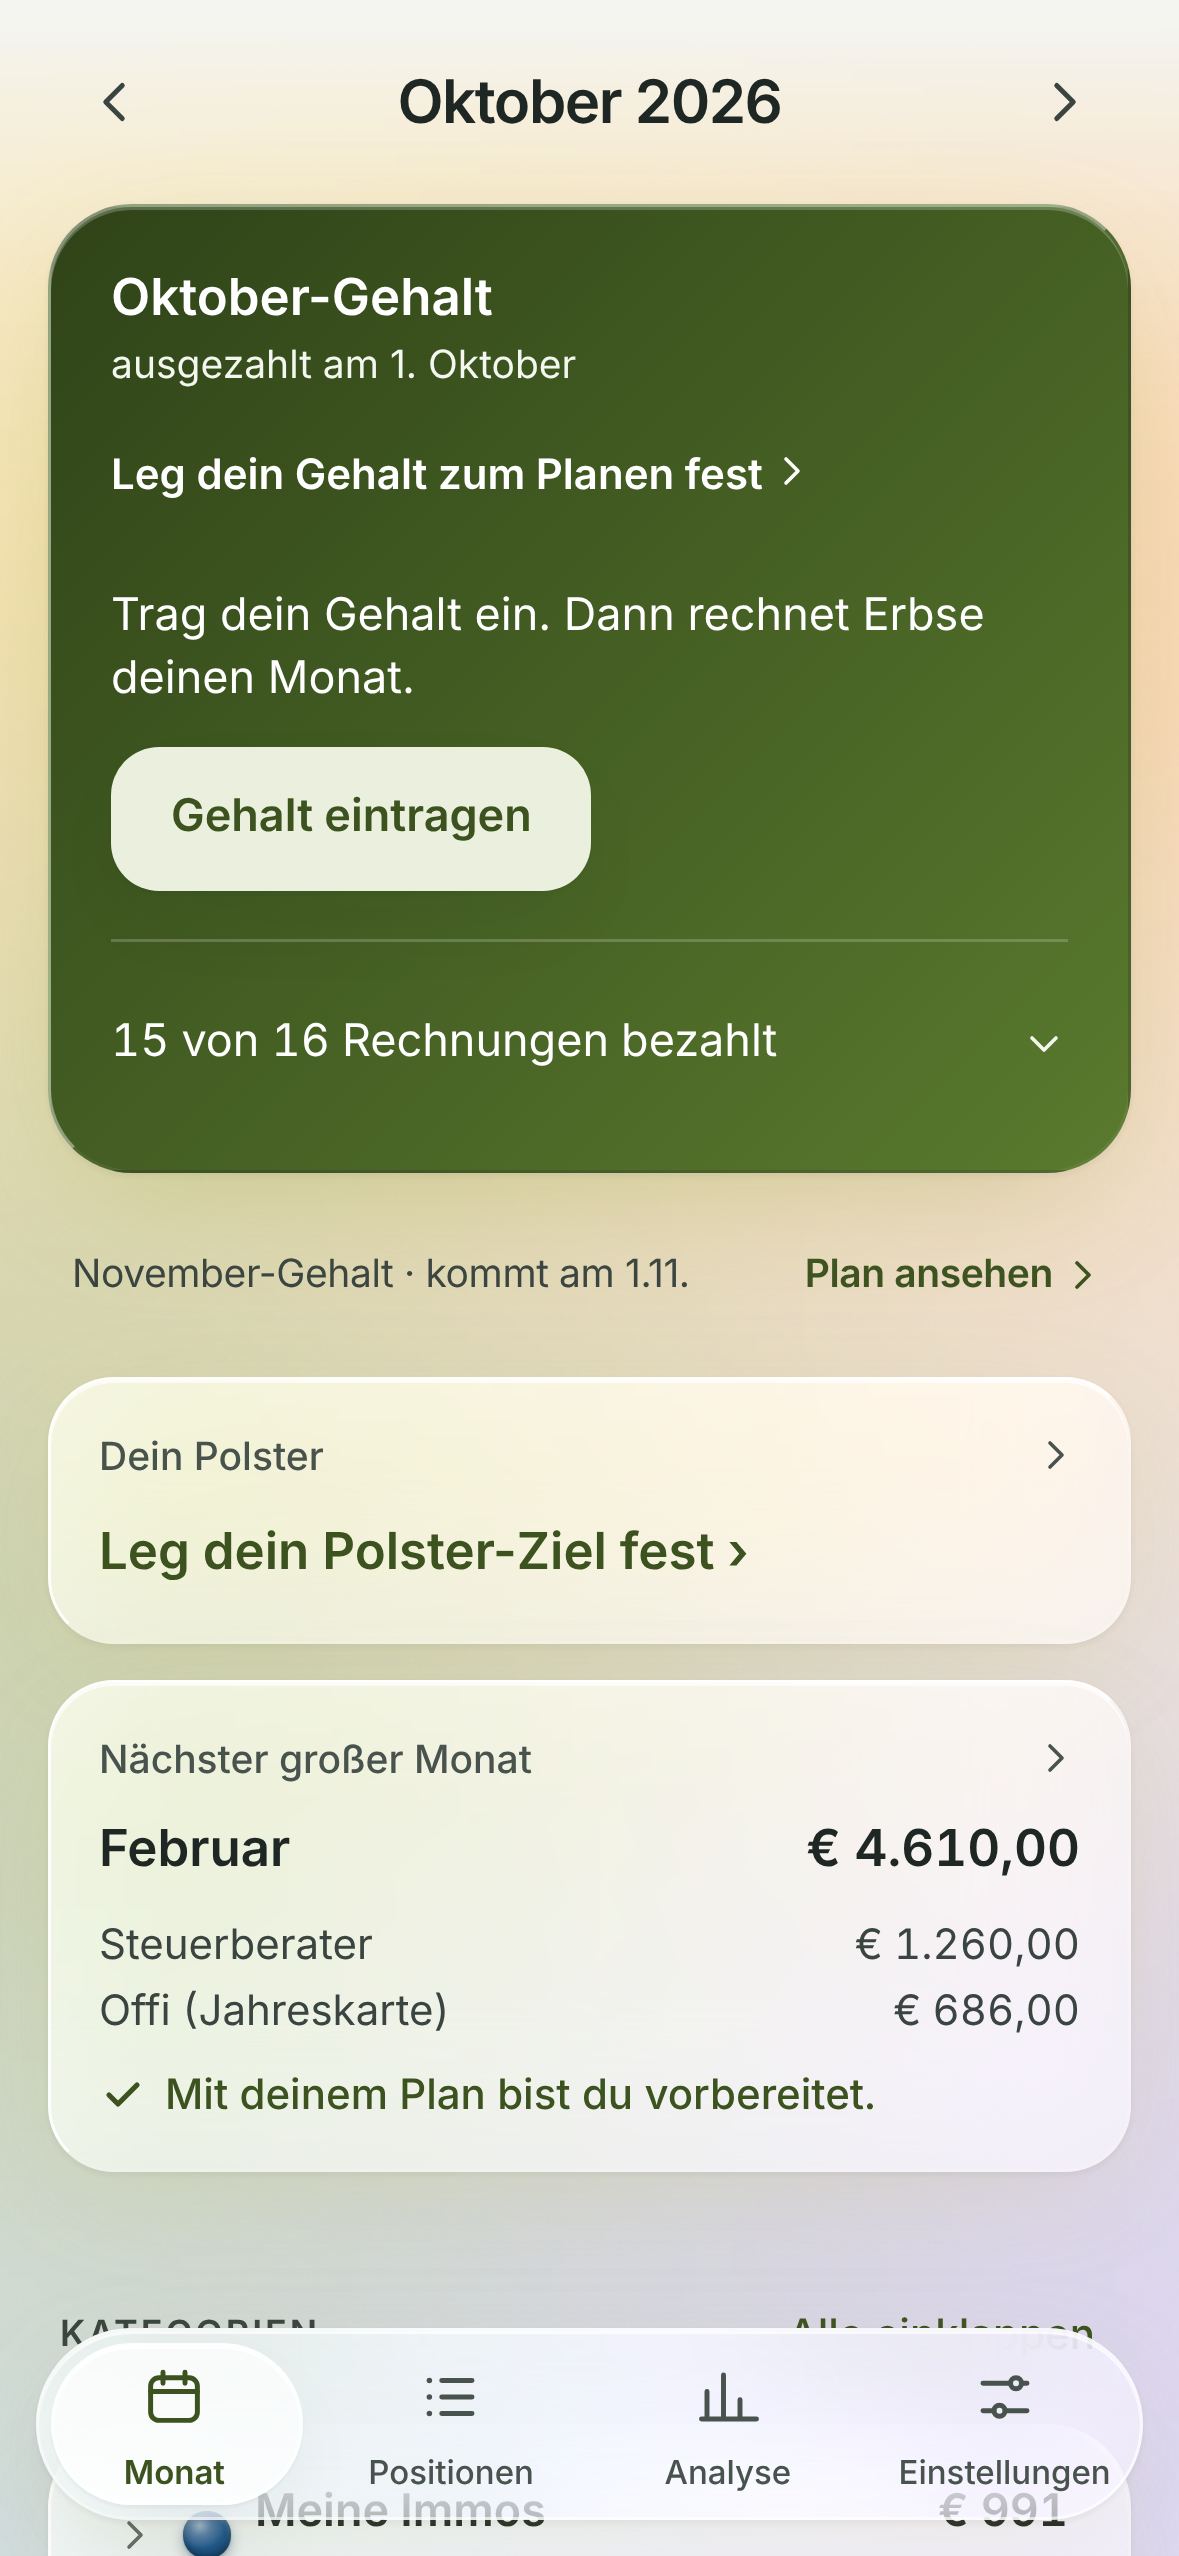 Oktober 2026
Oktober-Gehalt
ausgezahlt am 1. Oktober
Leg dein Gehalt zum Planen fest
Trag dein Gehalt ein. Dann rechnet Erbse
deinen Monat.
Gehalt eintragen
15 von 16 Rechnungen bezahlt
November-Gehalt · kommt am 1.11.
Plan ansehen
Dein Polster
Leg dein Polster-Ziel fest ›
Nächster großer Monat
Februar € 4.610,00
Steuerberater € 1.260,00
Offi (Jahreskarte) € 686,00
Mit deinem Plan bist du vorbereitet.
KATEGORIEN Alle einklappen
Monat Positionen Analyse Einstellungen
Meine Immos € 991